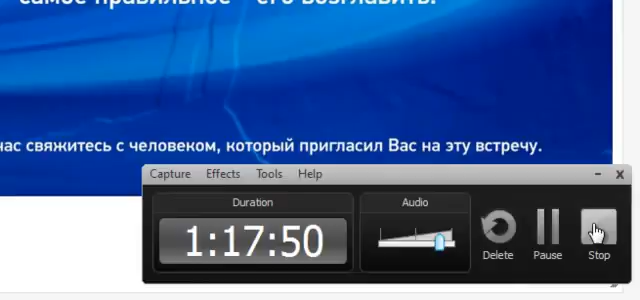 самое правильное - его возглавить.
час свяжитесь с человеком, который пригласил Вас на эту встречу.
Capture Effects Tools Help
Duration Audio
1:17:50
Delete Pause Stop